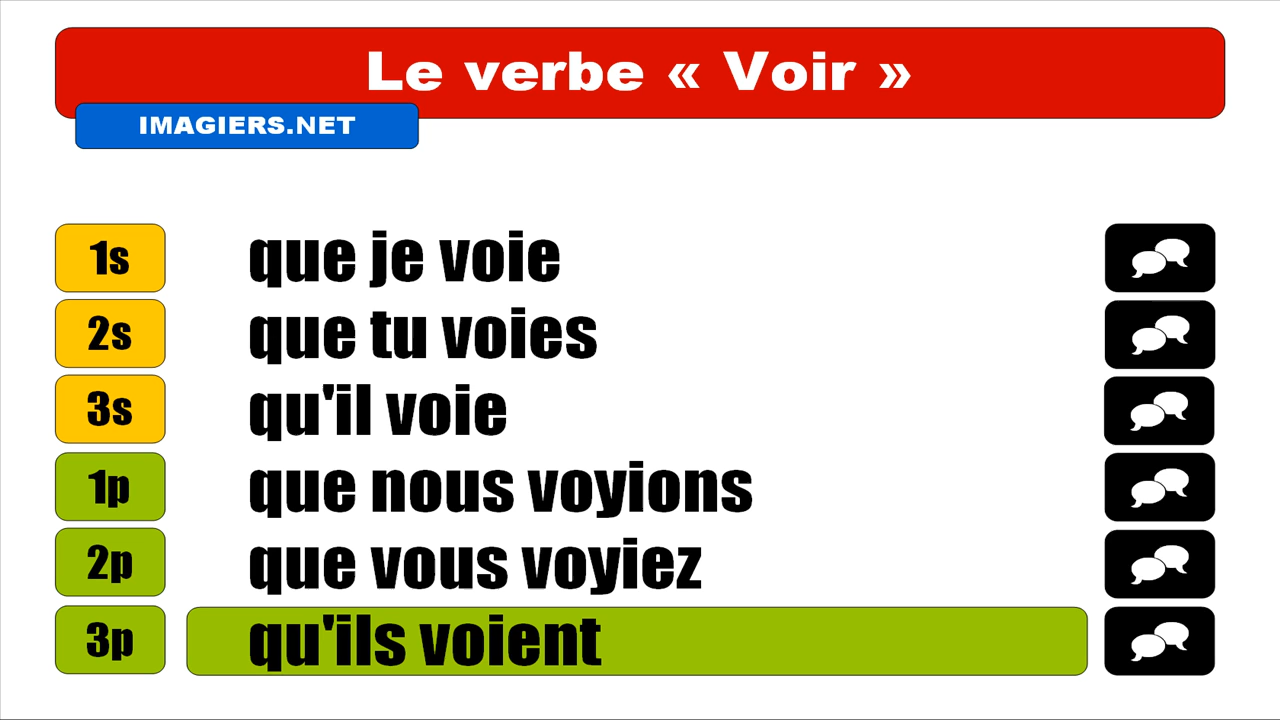 Le verbe « Voir »
IMAGIERS.NET
1s que je voie
2s que tu voies
3s qu'il voie
1p que nous voyions
2p que vous voyiez
3p qu'ils voient